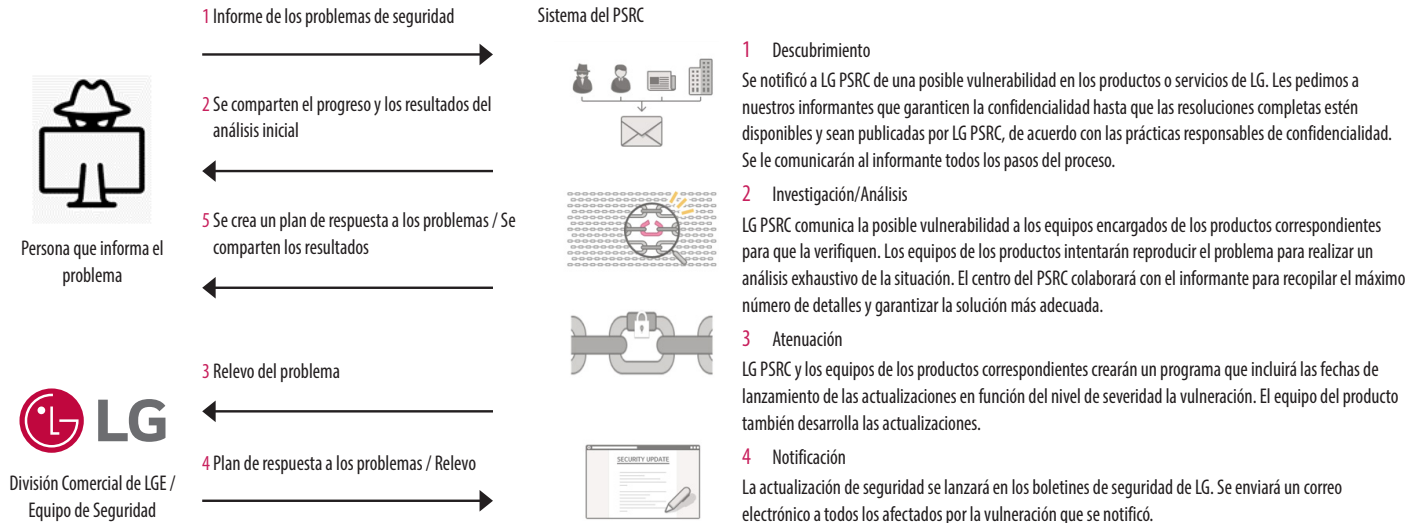 1 Informe de los problemas de seguridad
2 Se comparten el progreso y los resultados del
análisis inicial
5 Se crea un plan de respuesta a los problemas / Se
comparten los resultados
Persona que informa el
problema
3 Relevo del problema
LG
4 Plan de respuesta a los problemas / Relevo
División Comercial de LGE /
Equipo de Seguridad
Sistema del PSRC
SECURITY UPDATE
1 Descubrimiento
Se notificó a LG PSRC de una posible vulnerabilidad en los productos o servicios de LG. Les pedimos a
nuestros informantes que garanticen la confidencialidad hasta que las resoluciones completas estén
disponibles y sean publicadas por LG PSRC, de acuerdo con las prácticas responsables de confidencialidad.
Se le comunicarán al informante todos los pasos del proceso.
2 Investigación/Análisis
LG PSRC comunica la posible vulnerabilidad a los equipos encargados de los productos correspondientes
para que la verifiquen. Los equipos de los productos intentarán reproducir el problema para realizar un
análisis exhaustivo de la situación. El centro del PSRC colaborará con el informante para recopilar el máximo
número de detalles y garantizar la solución más adecuada.
3 Atenuación
LG PSRC y los equipos de los productos correspondientes crearán un programa que incluirá las fechas de
lanzamiento de las actualizaciones en función del nivel de severidad la vulneración. El equipo del producto
también desarrolla las actualizaciones.
4 Notificación
La actualización de seguridad se lanzará en los boletines de seguridad de LG. Se enviará un correo
electrónico a todos los afectados por la vulneración que se notificó.